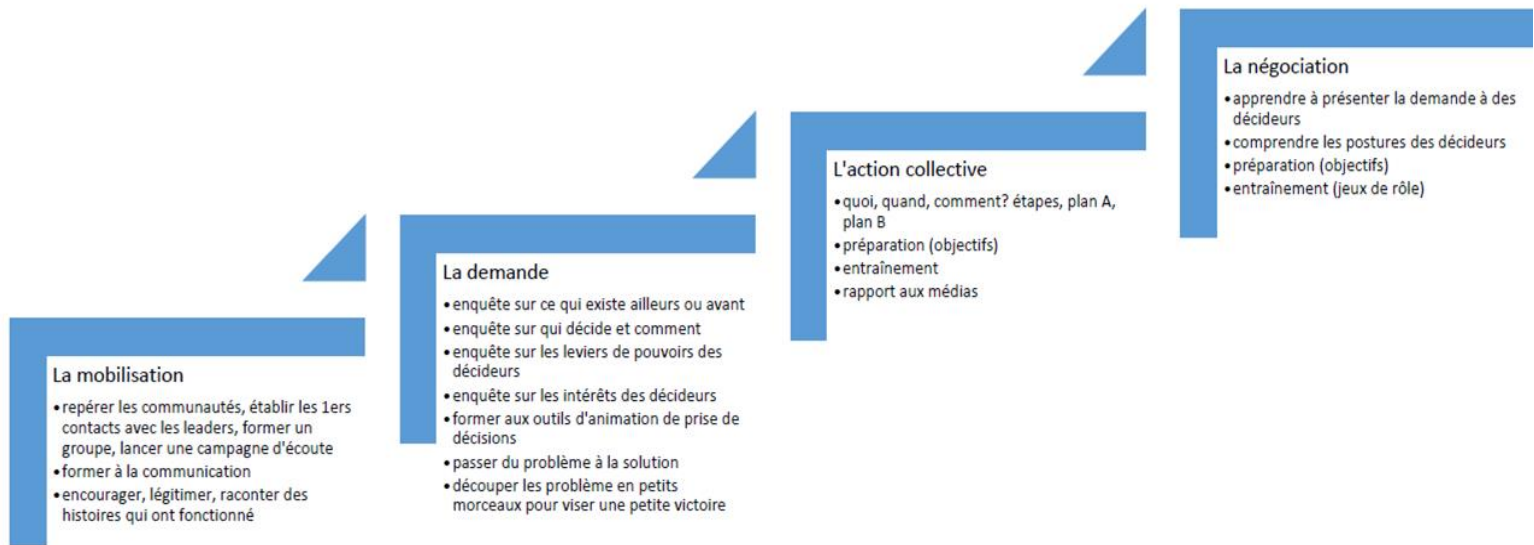 La mobilisation
•repérer les communautés, établir les 1ers
contacts avec les leaders, former un
groupe, lancer une campagne d'écoute
•former à la communication
•encourager, légitimer, raconter des
histoires qui ont fonctionné
La demande
•enquête sur ce qui existe ailleurs ou avant
•enquête sur qui décide et comment
•enquête sur les leviers de pouvoirs des
décideurs
•enquête sur les intérêts des décideurs
•former aux outils d'animation de prise de
décisions
•passer du problème à la solution
•découper les problème en petits
morceaux pour viser une petite victoire
L'action collective
•quoi, quand, comment? étapes, plan A,
plan B
•préparation (objectifs)
•entraînement
•rapport aux médias
La négociation
•apprendre à présenter la demande à des
décideurs
•comprendre les postures des décideurs
•préparation (objectifs)
•entraînement (jeux de rôle)